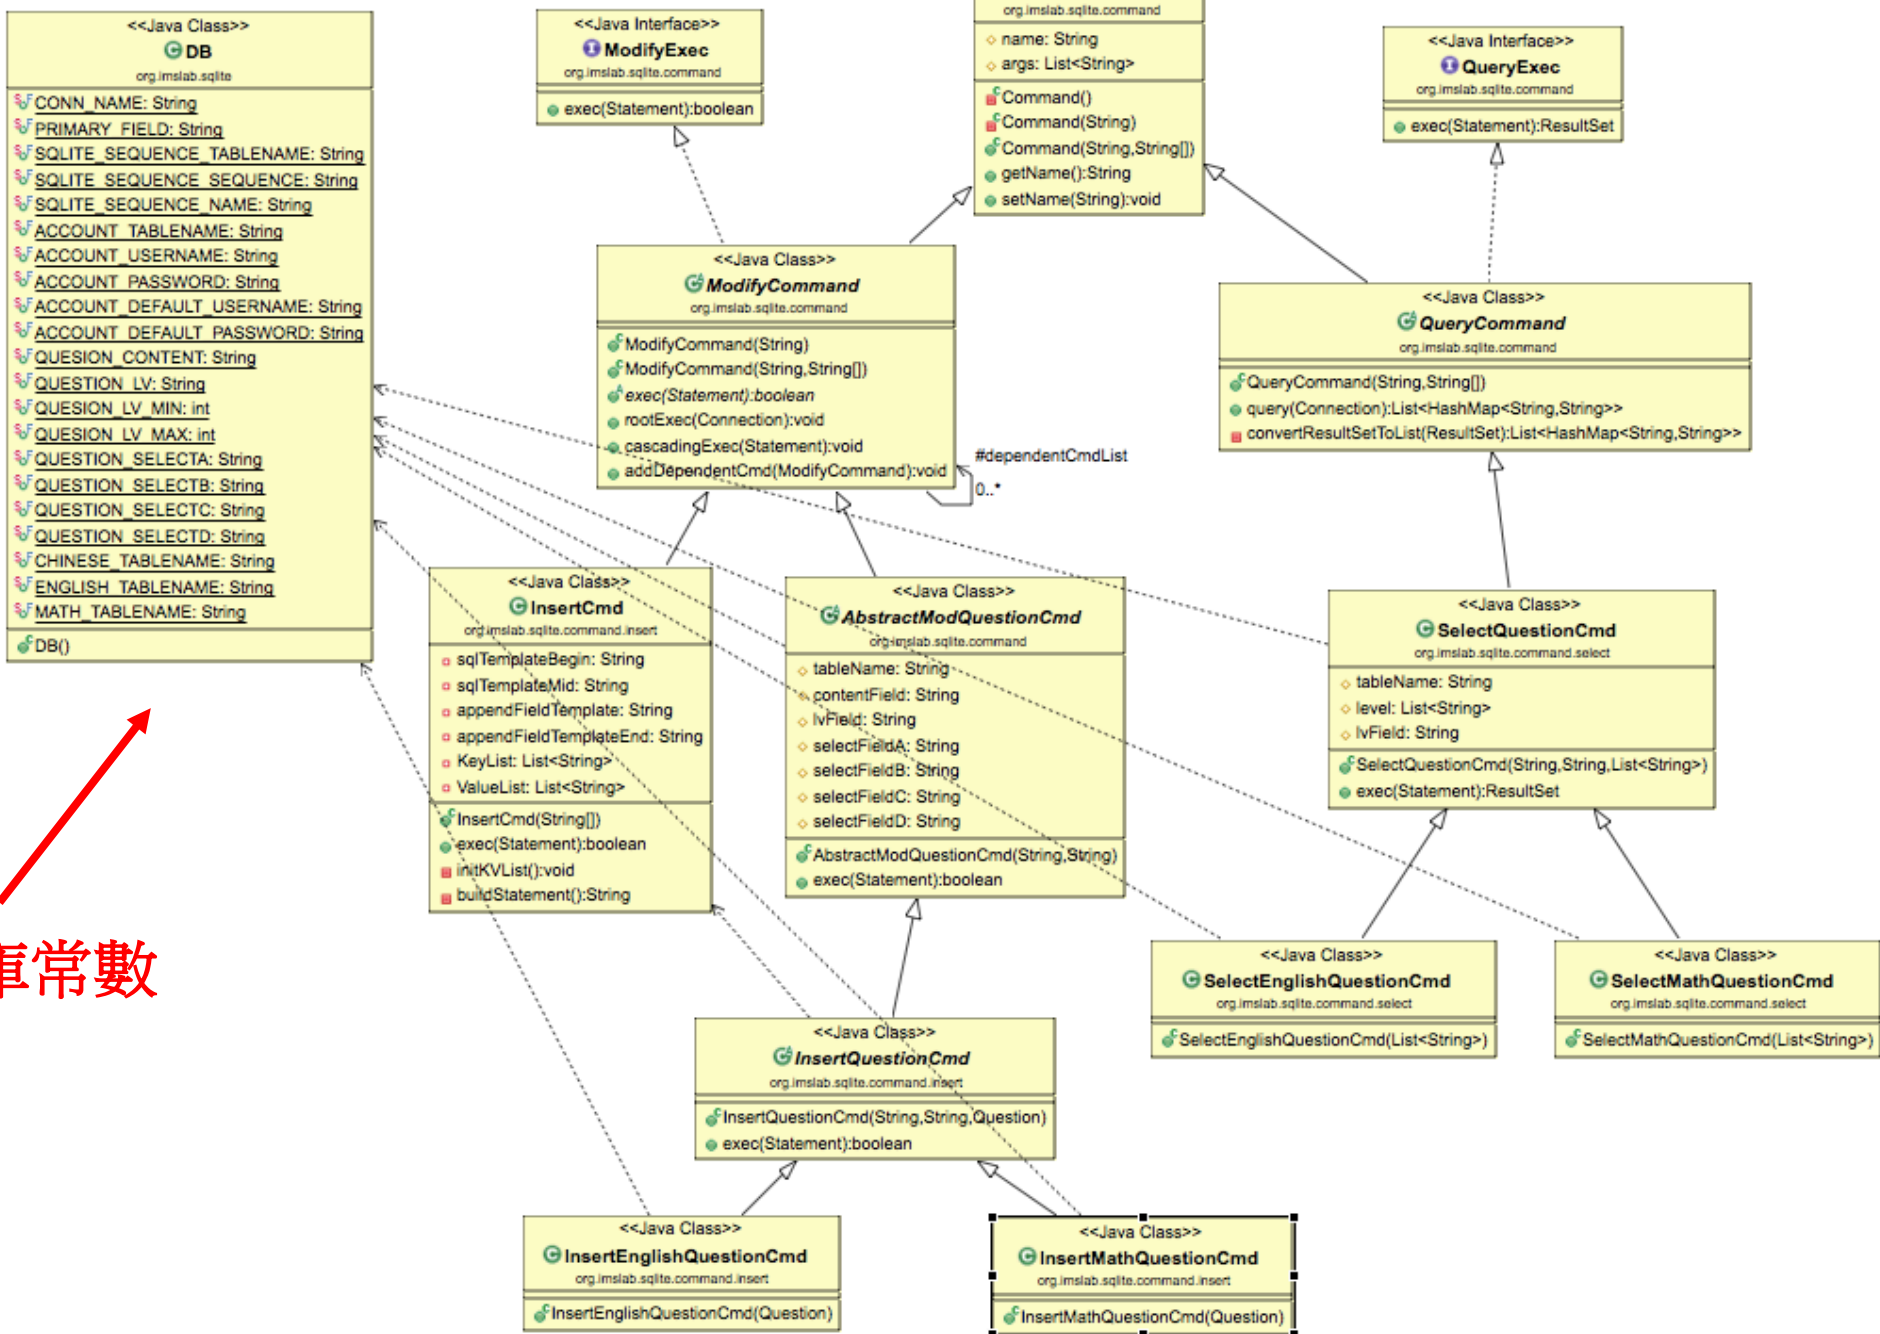 <<Java Class>>
DB
org.imslab.sqlite
CONN_NAME: String
PRIMARY_FIELD: String
SQLITE_SEQUENCE_TABLENAME: String
SQLITE_SEQUENCE_SEQUENCE: String
SQLITE_SEQUENCE_NAME: String
ACCOUNT_TABLENAME: String
ACCOUNT_USERNAME: String
ACCOUNT_PASSWORD: String
ACCOUNT_DEFAULT_USERNAME: String
ACCOUNT_DEFAULT_PASSWORD: String
QUESION_CONTENT: String
QUESTION_LV: String
QUESION_LV_MIN: int
QUESION_LV_MAX: int
QUESTION_SELECTA: String
QUESTION_SELECTB: String
QUESTION_SELECTC: String
QUESTION_SELECTD: String
CHINESE_TABLENAME: String
ENGLISH_TABLENAME: String
MATH_TABLENAME: String
DB()
庫常數
<<Java Interface>>
ModifyExec
org.imslab.sqlite.command
exec(Statement):boolean
org.imslab.sqlite.command
name: String
args: List<String>
Command()
Command(String)
Command(String,String[])
getName():String
setName(String):void
<<Java Interface>>
QueryExec
org.imslab.sqlite.command
exec(Statement):ResultSet
<<Java Class>>
ModifyCommand
org.imslab.sqlite.command
ModifyCommand(String)
ModifyCommand(String,String[])
exec(Statement):boolean
rootExec(Connection):void
cascadingExec(Statement):void
addDependentCmd(ModifyCommand):void
#dependentCmdList
0..*
<<Java Class>>
QueryCommand
org.imslab.sqlite.command
QueryCommand(String,String[])
query(Connection):List<HashMap<String,String>>
convertResultSetToList(ResultSet):List<HashMap<String,String>>
<<Java Class>>
InsertCmd
org.imslab.sqlite.command.insert
sqlTemplateBegin: String
sqlTemplateMid: String
appendFieldTemplate: String
appendFieldTemplateEnd: String
KeyList: List<String>
ValueList: List<String>
InsertCmd(String[])
exec(Statement):boolean
initKVList():void
buildStatement():String
<<Java Class>>
AbstractModQuestionCmd
org.imslab.sqlite.command
tableName: String
contentField: String
lvField: String
selectFieldA: String
selectFieldB: String
selectFieldC: String
selectFieldD: String
AbstractModQuestionCmd(String,String)
exec(Statement):boolean
<<Java Class>>
SelectQuestionCmd
org.imslab.sqlite.command.select
tableName: String
level: List<String>
lvField: String
SelectQuestionCmd(String,String,List<String>)
exec(Statement):ResultSet
<<Java Class>>
SelectEnglishQuestionCmd
org.imslab.sqlite.command.select
SelectEnglishQuestionCmd(List<String>)
<<Java Class>>
SelectMathQuestionCmd
org.imslab.sqlite.command.select
SelectMathQuestionCmd(List<String>)
<<Java Class>>
InsertQuestionCmd
org.imslab.sqlite.command.insert
InsertQuestionCmd(String,String,Question)
exec(Statement):boolean
<<Java Class>>
InsertEnglishQuestionCmd
org.imslab.sqlite.command.insert
InsertEnglishQuestionCmd(Question)
<<Java Class>>
InsertMathQuestionCmd
org.imslab.sqlite.command.insert
InsertMathQuestionCmd(Question)